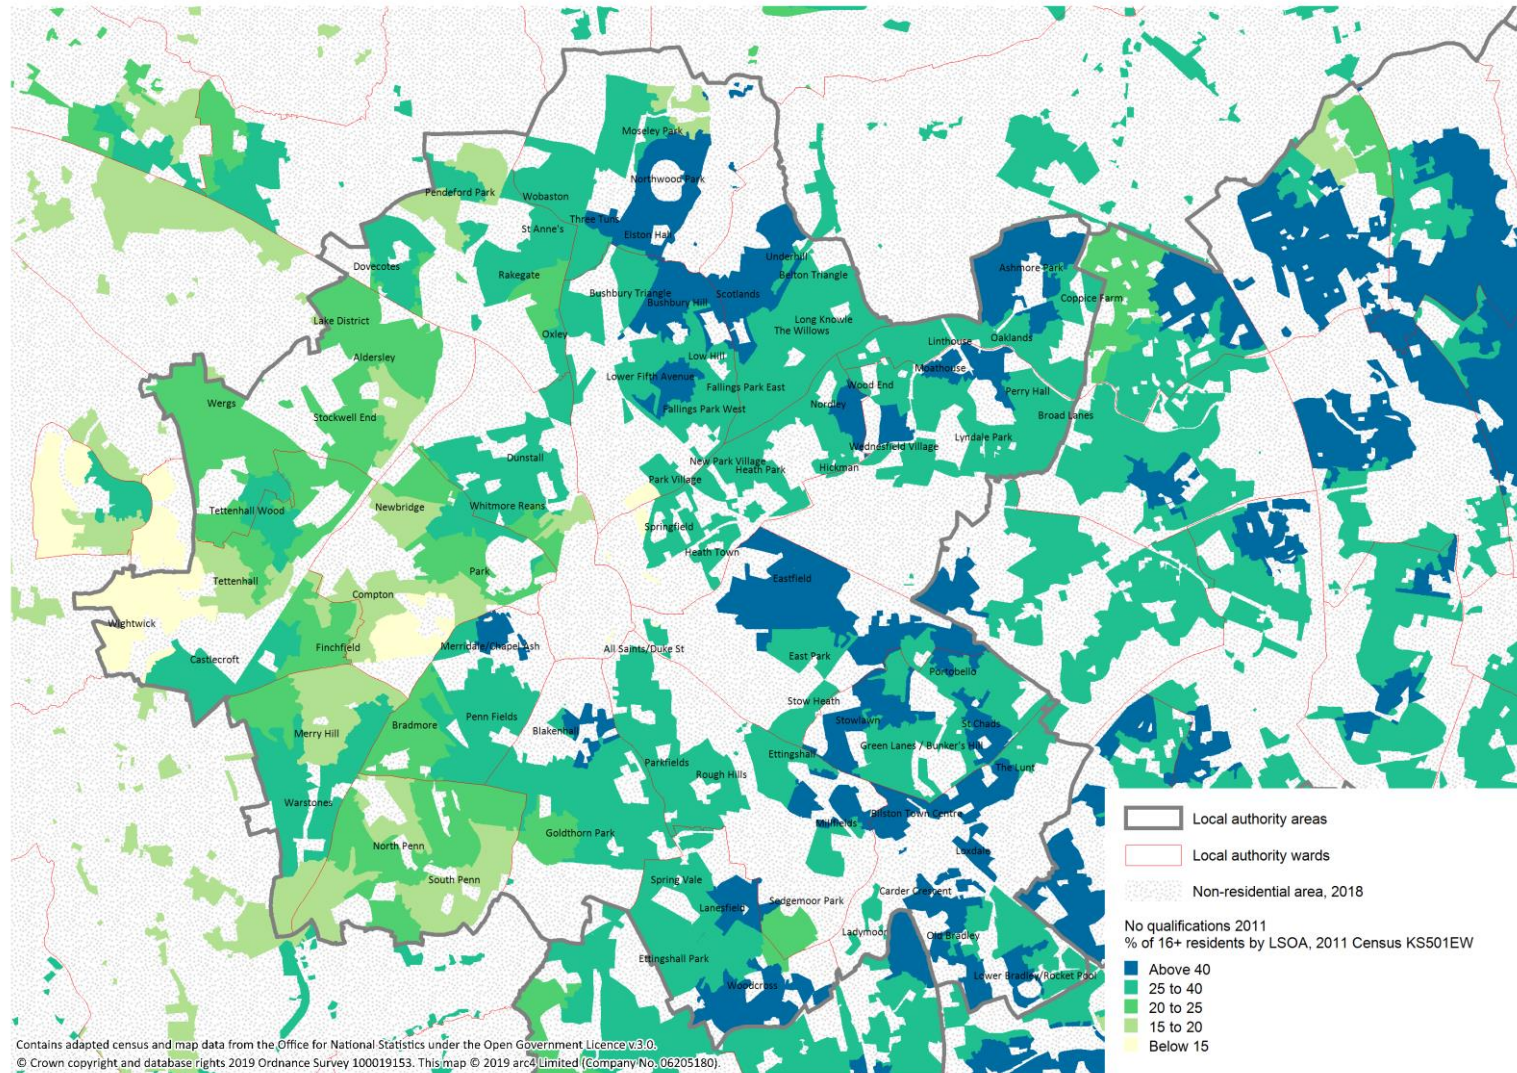 Moseley Park
Northwood Park
Pendeford Park
Wobaston
Three Tuns
St Anne's
Elston Hall
Underhill
Dovecotes
Rakegate
Belton Triangle
Ashmore Park
Bushbury Triangle
Scotlands
Bushbury Hill
Coppice Farm
Lake District
Long Knowle
Oxley
The Willows
Oaklands
Linthouse
Aldersley
Low Hill
Moathouse
Lower Fifth Avenue
Wood End
Fallings Park East
Perry Hall
Wergs
Nordley
Fallings Park West
Stockwell End
Broad Lanes
Lyndale Park
Wednesfield Village
Dunstall
New Park Village
Heath Park
Hickman
Park Village
Newbridge
Whitmore Reans
Tettenhall Wood
Springfield
Heath Town
Park
Eastfield
Tettenhall
Compton
Wightwick
Finchfield
Merridale/Chapel Ash
All Saints/Duke St
Castlecroft
East Park
Portobello
Stow Heath
Penn Fields
Stowlawn
St Chads
Bradmore
Blakenhall
Merry Hill
Green Lanes / Bunker's Hill
Ettingshall
Parkfields
The Lunt
Rough Hills
Warstones
Bilston Town Centre
Millfields
Goldthorn Park
North Penn
Loxdale
Spring Vale
South Penn
Carder Crescent
Sedgemoor Park
Lanesfield
Ladymoor
Old Bradley
Ettingshall Park
Lower Bradley/Rocket Pool
Woodcross
Local authority areas
Local authority wards
Non-residential area, 2018
No qualifications 2011
% of 16+ residents by LSOA, 2011 Census KS501EW
Above 40
25 to 40
20 to 25
15 to 20
Below 15
Contains adapted census and map data from the Office for National Statistics under the Open Government Licence v.3.0.
© Crown copyright and database rights 2019 Ordnance Survey 100019153. This map © 2019 arc4 Limited (Company No. 06205180).